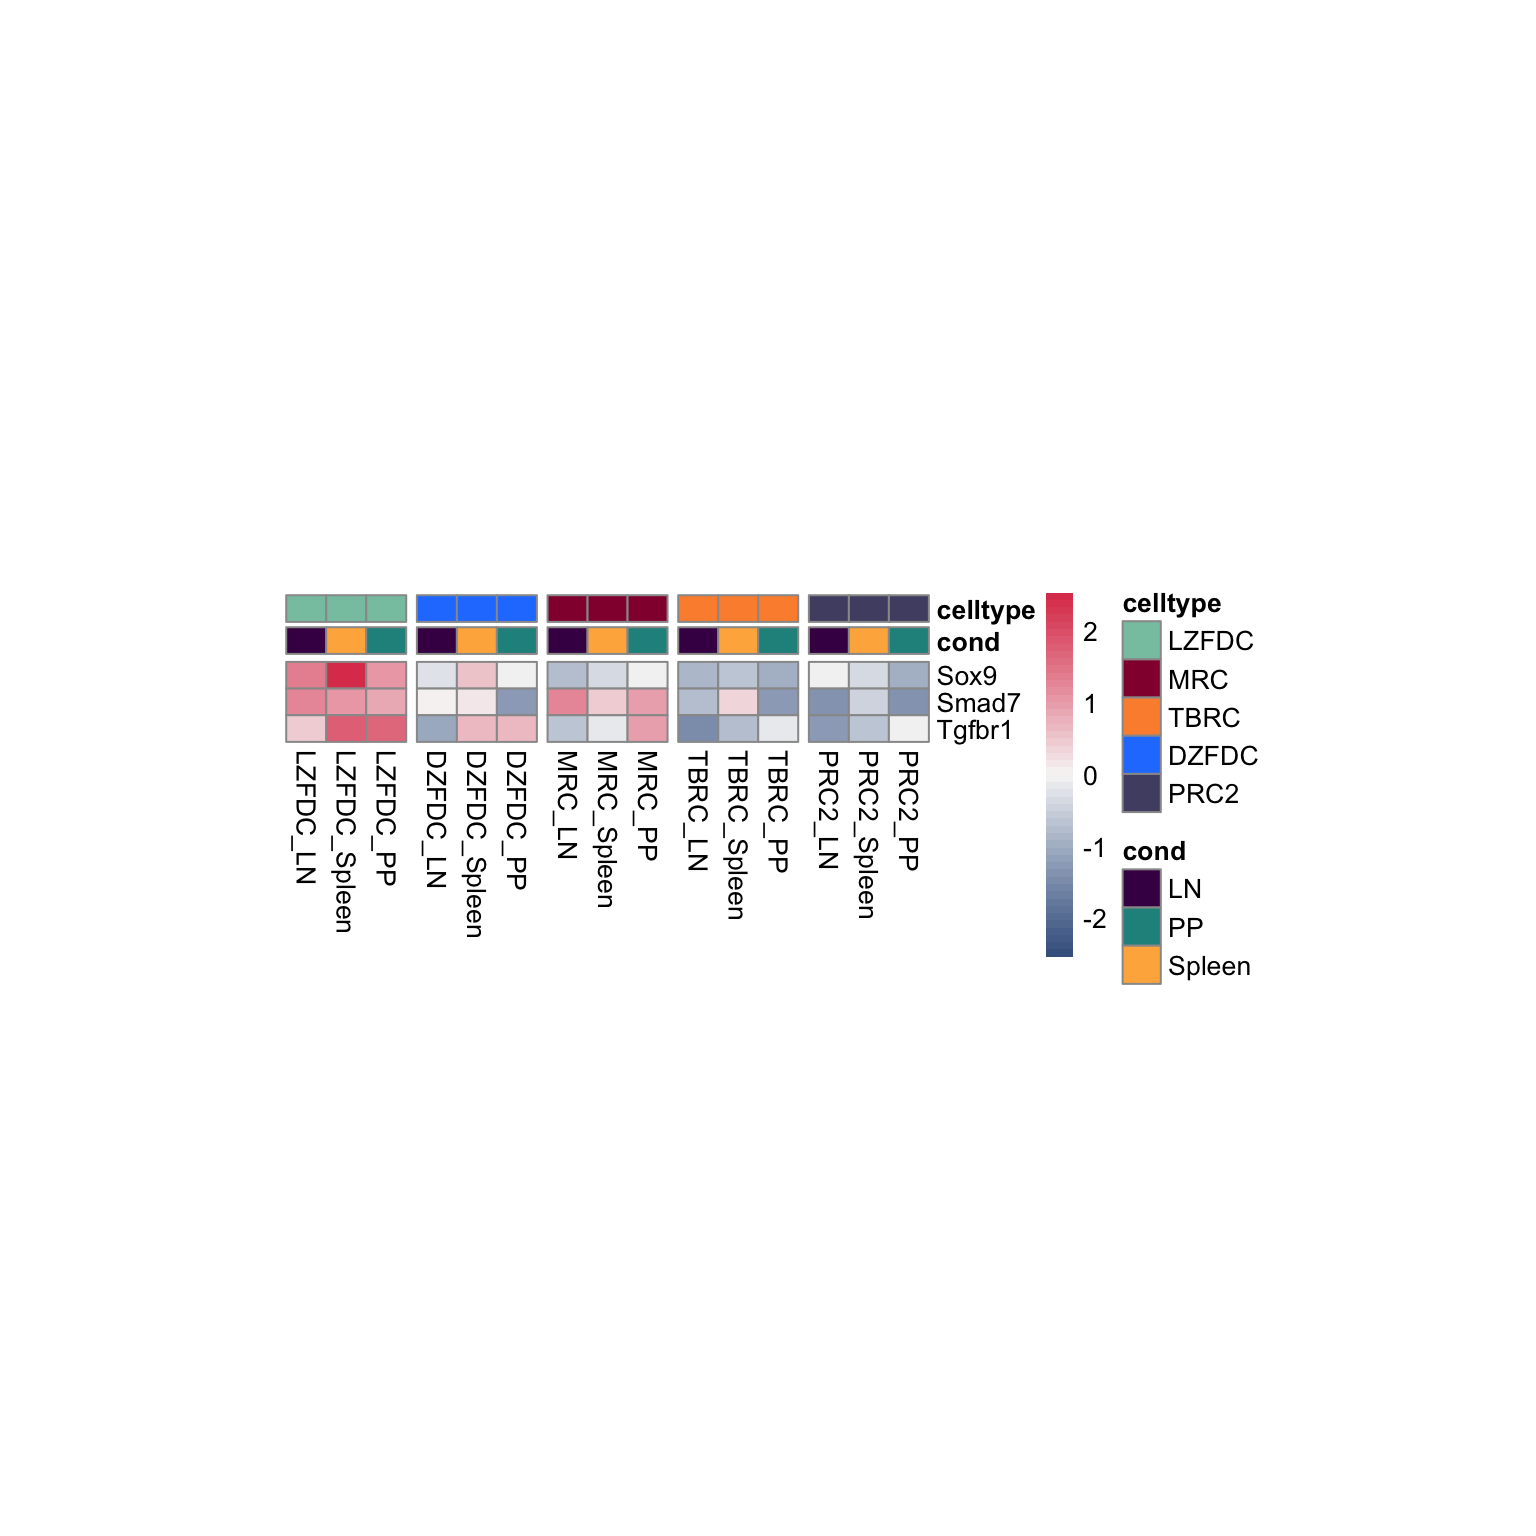 celltype
cond
Sox9
Smad7
Tgfbr1
LZFDC_LN
LZFDC_Spleen
LZFDC_PP
DZFDC_LN
DZFDC_Spleen
DZFDC_PP
MRC_LN
MRC_Spleen
MRC_PP
TBRC_LN
TBRC_Spleen
TBRC_PP
PRC2_LN
PRC2_Spleen
PRC2_PP
2
1
0
-1
-2
celltype
LZFDC
MRC
TBRC
DZFDC
PRC2
cond
LN
PP
Spleen